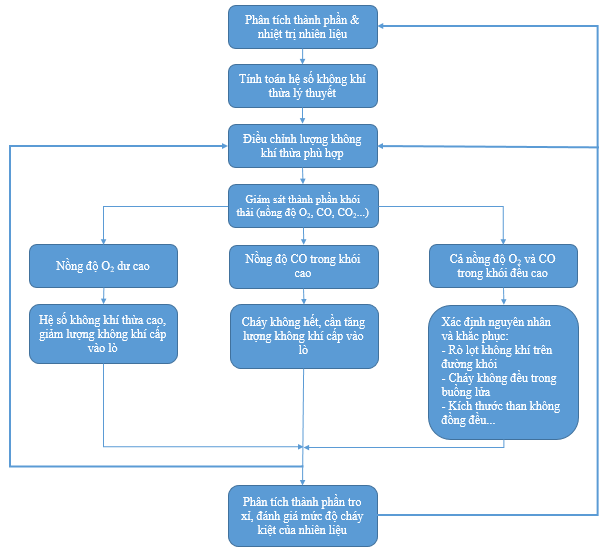 Phân tích thành phần &
nhiệt trị nhiên liệu
Tính toán hệ số không khí
thừa lý thuyết
Điều chỉnh lượng không
khí thừa phù hợp
Giám sát thành phần khói
thải (nồng độ O₂, CO, CO₂...)
Nồng độ O₂ dư cao
Nồng độ CO trong khói
cao
Cả nồng độ O₂ và CO
trong khói đều cao
Hệ số không khí thừa cao,
giảm lượng không khí cấp
vào lò
Cháy không hết, cần tăng
lượng không khí cấp vào
lò
Xác định nguyên nhân
và khắc phục:
- Rò lọt không khí trên
đường khói
- Cháy không đều trong
buồng lửa
- Kích thước than không
đồng đều...
Phân tích thành phần tro
xỉ, đánh giá mức độ cháy
kiệt của nhiên liệu